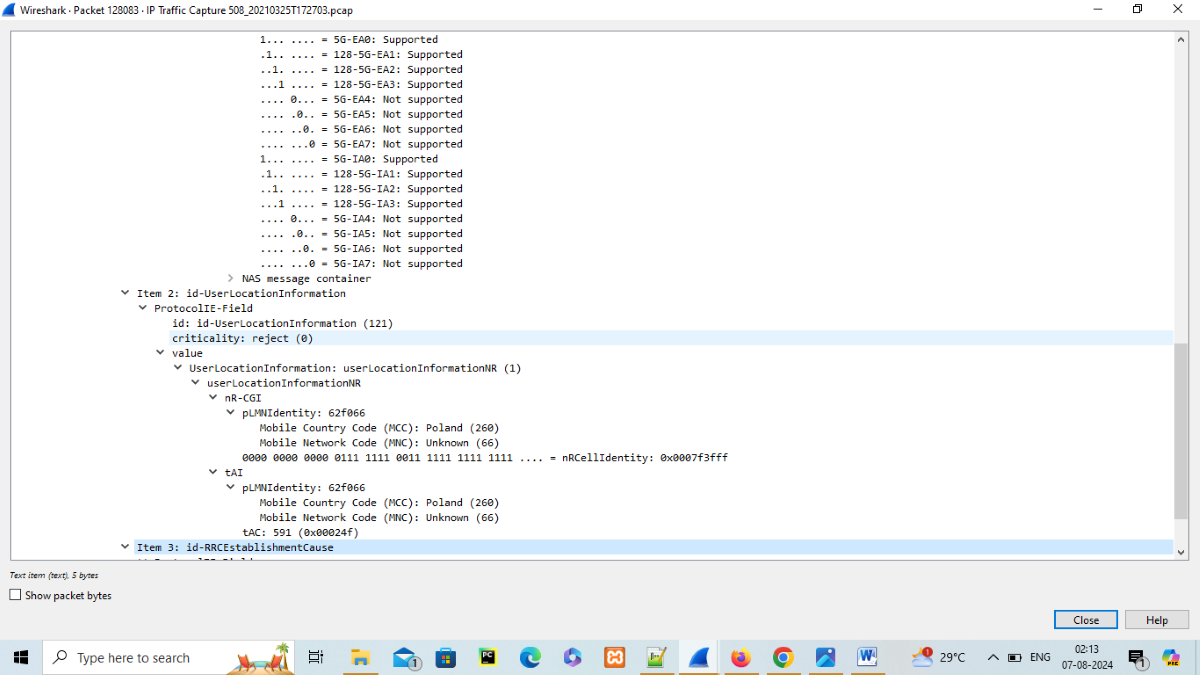 Wireshark · Packet 128083 · IP Traffic Capture 508_20210325T172703.pcap
1... .... = 5G-EA0: Supported
.1.. .... = 128-5G-EA1: Supported
..1. .... = 128-5G-EA2: Supported
...1 .... = 128-5G-EA3: Supported
.... 0... = 5G-EA4: Not supported
.... .0.. = 5G-EA5: Not supported
.... ..0. = 5G-EA6: Not supported
.... ...0 = 5G-EA7: Not supported
1... .... = 5G-IA0: Supported
.1.. .... = 128-5G-IA1: Supported
..1. .... = 128-5G-IA2: Supported
...1 .... = 128-5G-IA3: Supported
.... 0... = 5G-IA4: Not supported
.... .0.. = 5G-IA5: Not supported
.... ..0. = 5G-IA6: Not supported
.... ...0 = 5G-IA7: Not supported
NAS message container
Item 2: id-UserLocationInformation
ProtocolIE-Field
id: id-UserLocationInformation (121)
criticality: reject (0)
value
UserLocationInformation: userLocationInformationNR (1)
userLocationInformationNR
nR-CGI
pLMNIdentity: 62f066
Mobile Country Code (MCC): Poland (260)
Mobile Network Code (MNC): Unknown (66)
0000 0000 0000 0111 1111 0011 1111 1111 1111 .... = nRCellIdentity: 0x0007f3fff
tAI
pLMNIdentity: 62f066
Mobile Country Code (MCC): Poland (260)
Mobile Network Code (MNC): Unknown (66)
tAC: 591 (0x00024f)
Item 3: id-RRCEstablishmentCause
Text item (text), 5 bytes
Show packet bytes
Close
Help
Type here to search
PC
1
W
29°C
ENG
02:13
07-08-2024
1
PRE